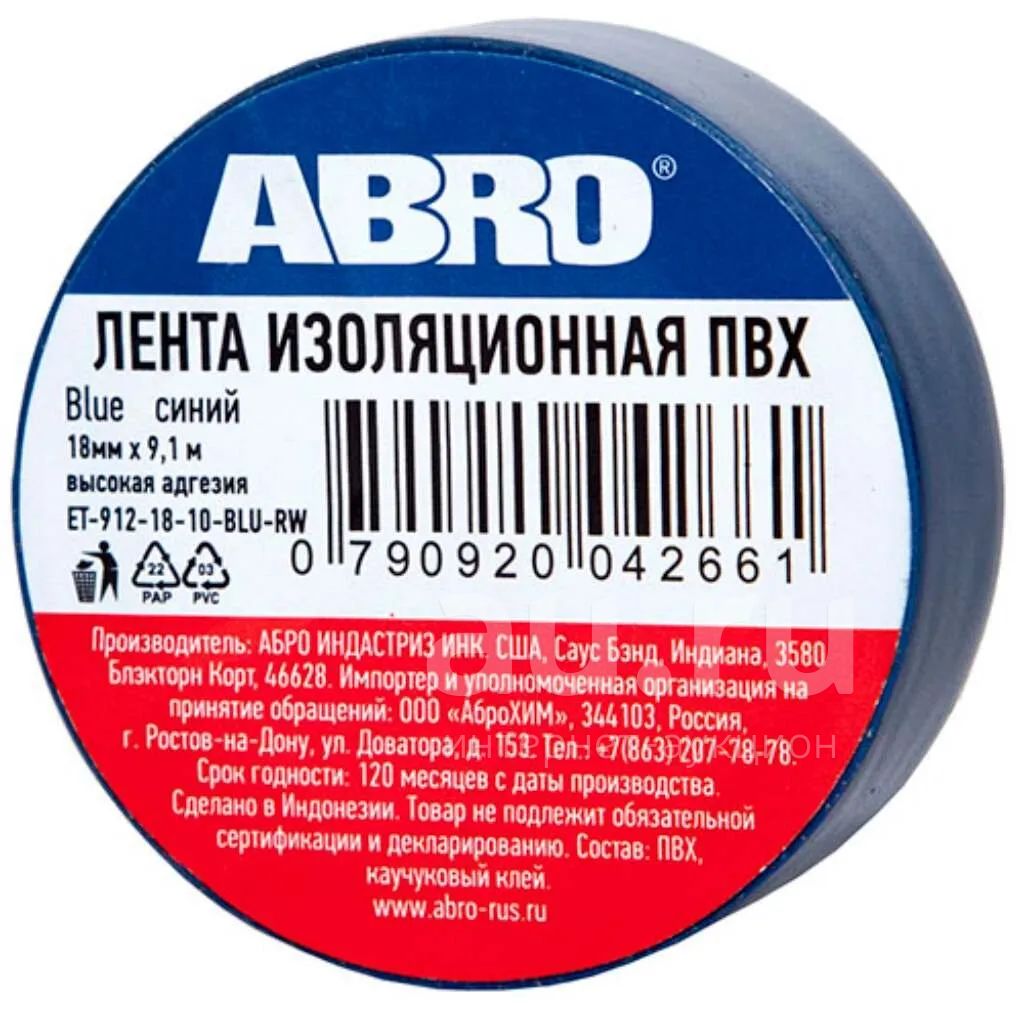 ABRO®
ЛЕНТА ИЗОЛЯЦИОННАЯ ПВХ
Blue синий
18мм х 9,1 м
высокая адгезия
ET-912-18-10-BLU-RW
0 790920 042661
22 03
PAP PVC
Производитель: АБРО ИНДАСТРИЗ ИНК. США, Саус Бэнд, Индиана, 3580
Блэкторн Корт, 46628. Импортер и уполномоченная организация на
принятие обращений: ООО «АброХИМ», 344103, Россия,
г. Ростов-на-Дону, ул. Доватора, д. 153. Тел.: +7(863)207-78-78.
Срок годности: 120 месяцев с даты производства.
Сделано в Индонезии. Товар не подлежит обязательной
сертификации и декларированию. Состав: ПВХ,
каучуковый клей.
www.abro-rus.ru
au.ru
интернет-аукцион